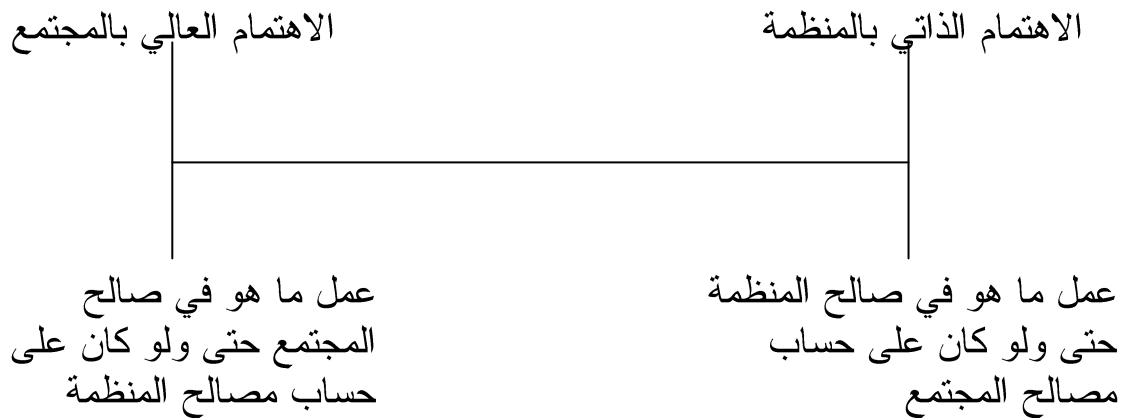 الاهتمام الذاتي بالمنظمة
الاهتمام العالي بالمجتمع
عمل ما هو في صالح المنظمة
حتى ولو كان على حساب
مصالح المجتمع
عمل ما هو في صالح
المجتمع حتى ولو كان على
حساب مصالح المنظمة